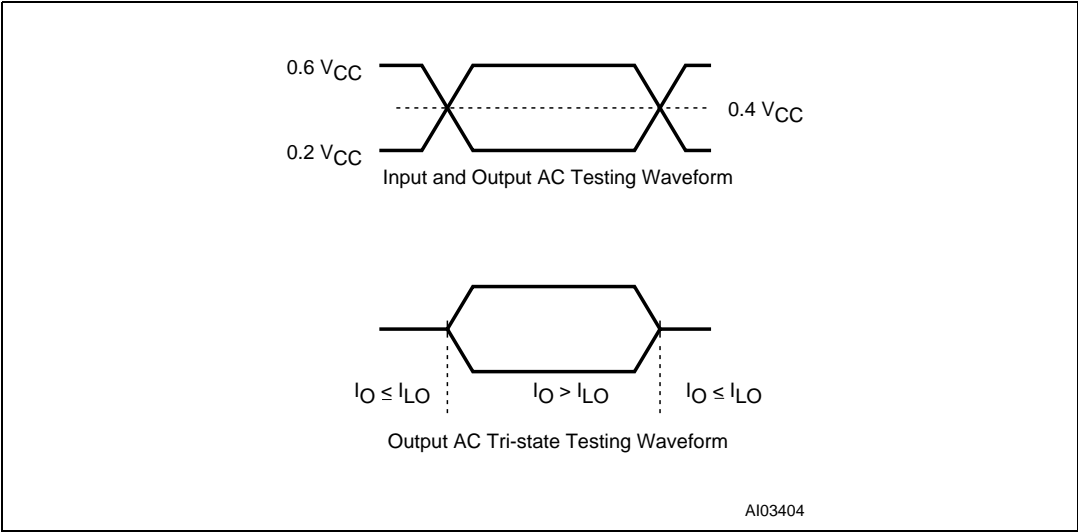 0.6 VCC
0.4 VCC
0.2 VCC
Input and Output AC Testing Waveform
IO ≤ ILO IO > ILO IO ≤ ILO
Output AC Tri-state Testing Waveform
AI03404